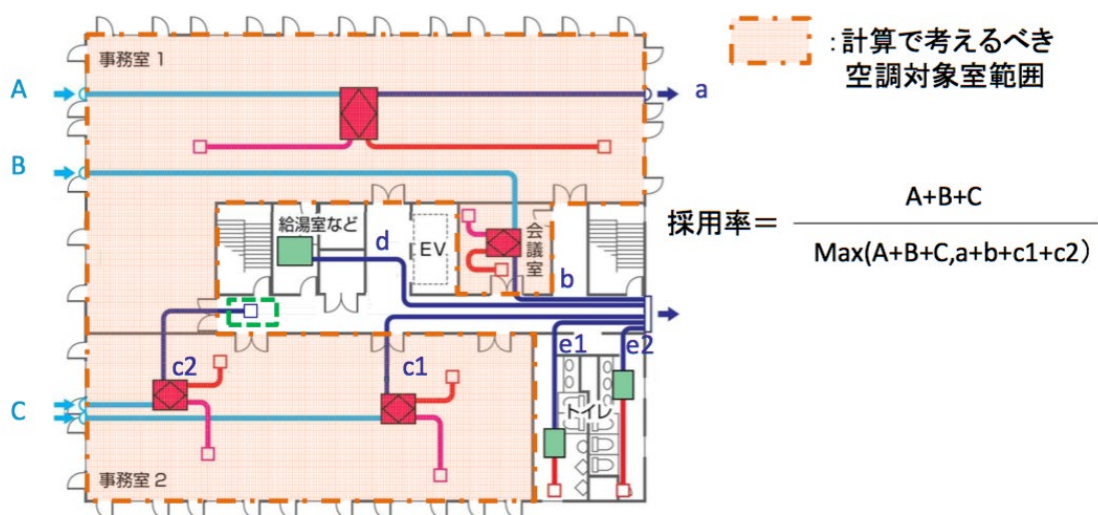 事務室 1
：計算で考えるべき
空調対象室範囲
A
a
B
給湯室など
d
EV
会議室
b
採用率＝
A+B+C
Max(A+B+C,a+b+c1+c2）
c2
c1
e1
e2
C
トイレ
事務室 2